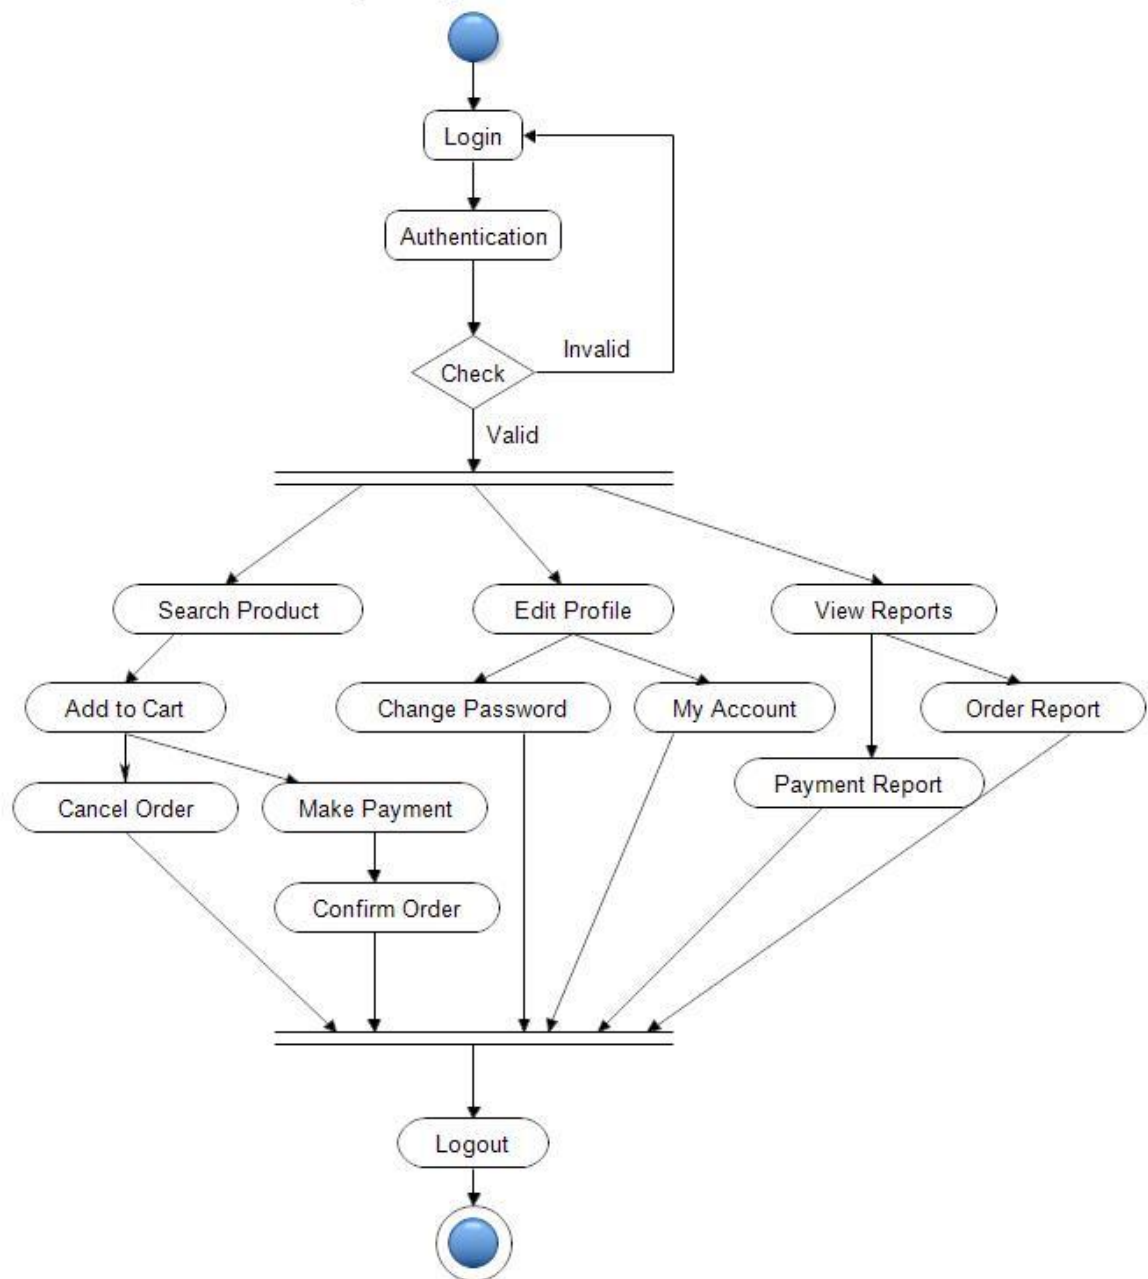 Login
Authentication
Invalid
Check
Valid
Search Product
Edit Profile
View Reports
Add to Cart
Change Password
My Account
Order Report
Payment Report
Cancel Order
Make Payment
Confirm Order
Logout